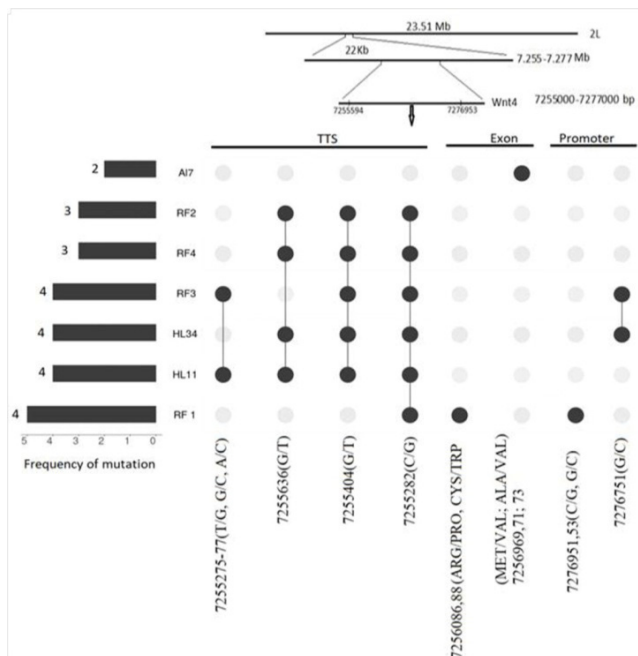 23.51 Mb
2L
22Kb
7.255-7.277 Mb
Wnt4
7255000-7277000 bp
7255594
7276953
TTS
Exon
Promoter
2
AI7
3
RF2
3
RF4
4
RF3
4
HL34
4
HL11
4
RF 1
5 4 3 2 1 0
Frequency of mutation
7255275-77(T/G, G/C, A/C)
7255636(G/T)
7255404(G/T)
7255282(C/G)
7256086,88 (ARG/PRO, CYS/TRP
(MET/VAL; ALA/VAL)
7256969,71; 73
7276951,53(C/G, G/C)
7276751(G/C)